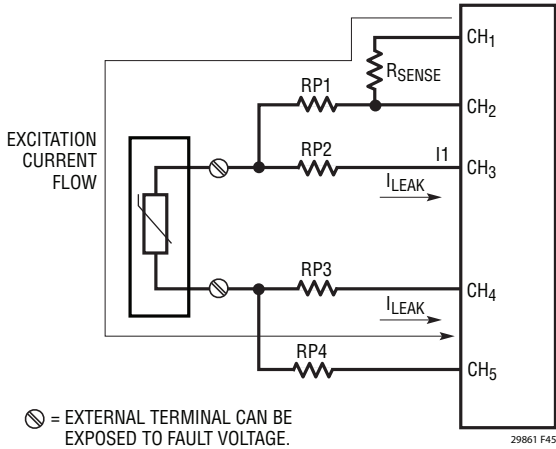 CH1
RSENSE
RP1
CH2
EXCITATION
CURRENT
FLOW
RP2
I1
CH3
ILEAK
RP3
CH4
ILEAK
RP4
CH5
= EXTERNAL TERMINAL CAN BE
EXPOSED TO FAULT VOLTAGE.
29861 F45